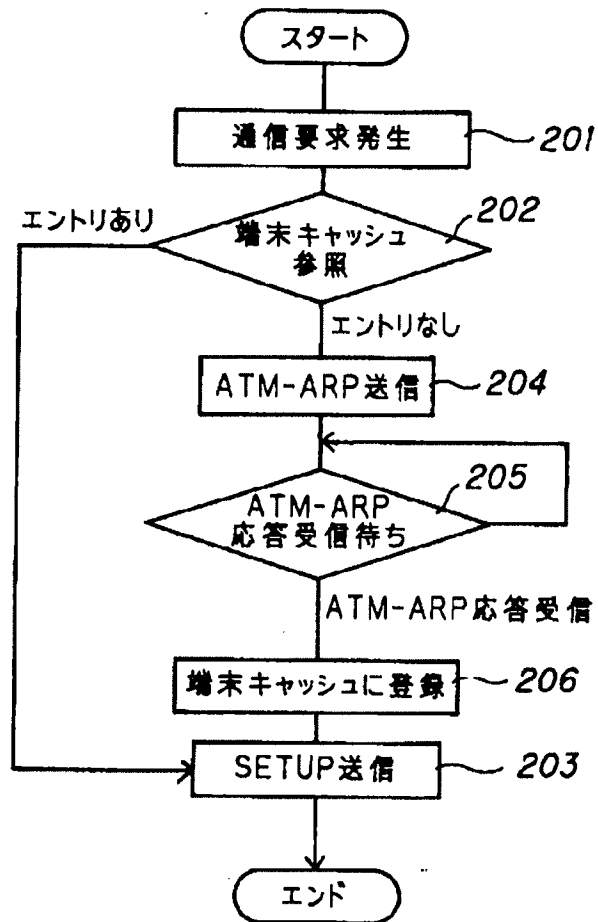 スタート
通信要求発生
201
エントリあり
端末キャッシュ
参照
202
エントリなし
ATM-ARP送信
204
ATM-ARP
応答受信待ち
205
ATM-ARP応答受信
端末キャッシュに登録
206
SETUP送信
203
エンド